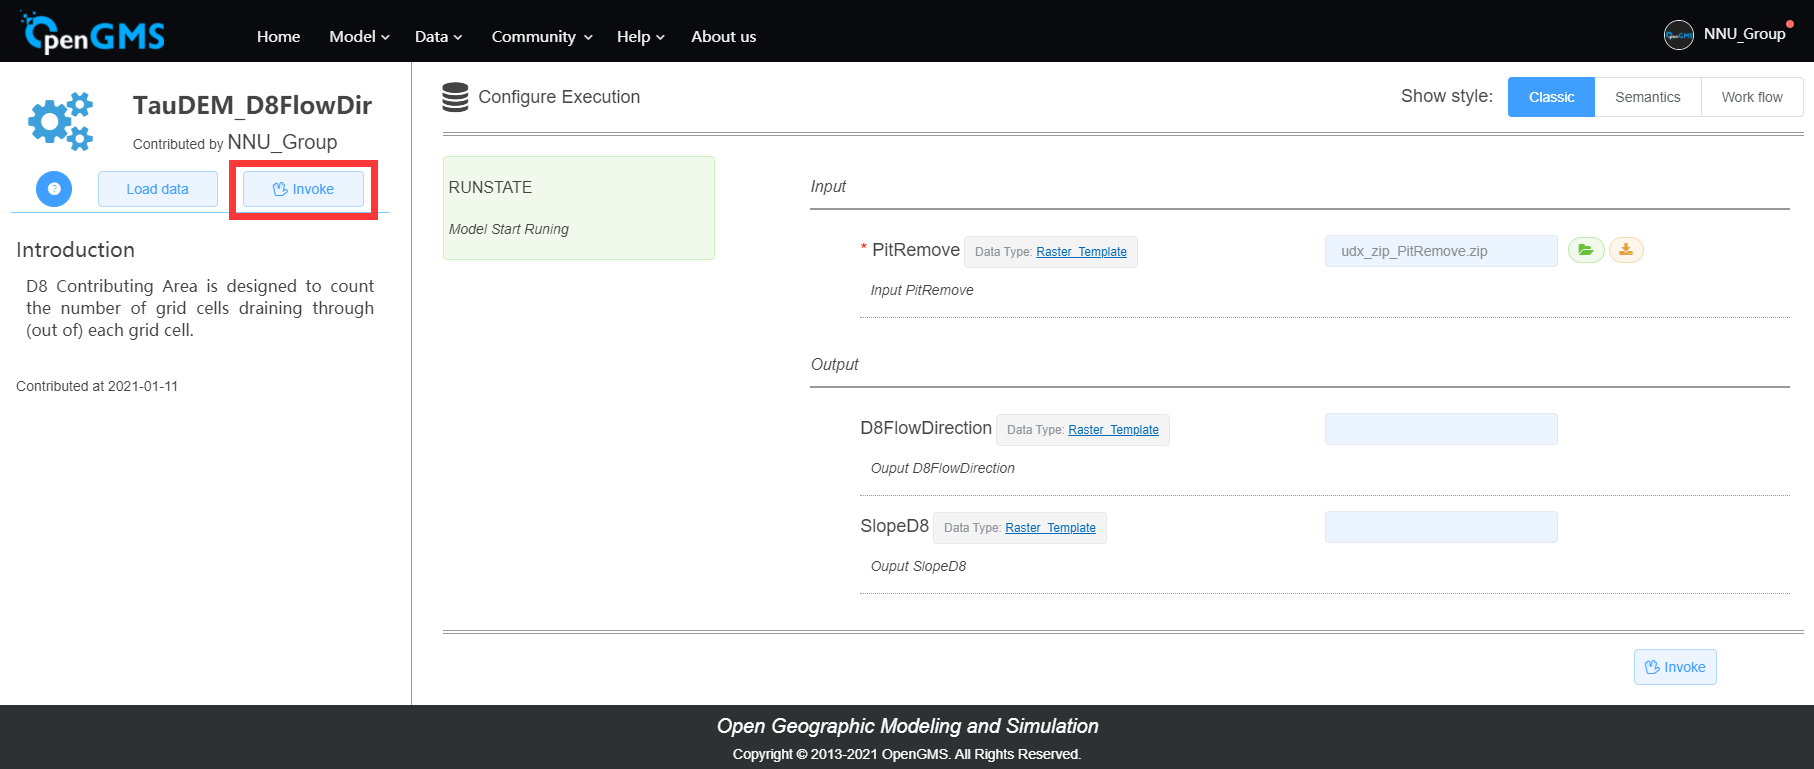 OpenGMS
Home Model Data Community Help About us
NNU_Group
TauDEM_D8FlowDir
Contributed by NNU_Group
? Load data Invoke
Introduction
D8 Contributing Area is designed to count
the number of grid cells draining through
(out of) each grid cell.
Contributed at 2021-01-11
Configure Execution
Show style: Classic Semantics Work flow
RUNSTATE
Model Start Runing
Input
* PitRemove Data Type: Raster_Template udx_zip_PitRemove.zip
Input PitRemove
Output
D8FlowDirection Data Type: Raster_Template
Ouput D8FlowDirection
SlopeD8 Data Type: Raster_Template
Ouput SlopeD8
Invoke
Open Geographic Modeling and Simulation
Copyright © 2013-2021 OpenGMS. All Rights Reserved.